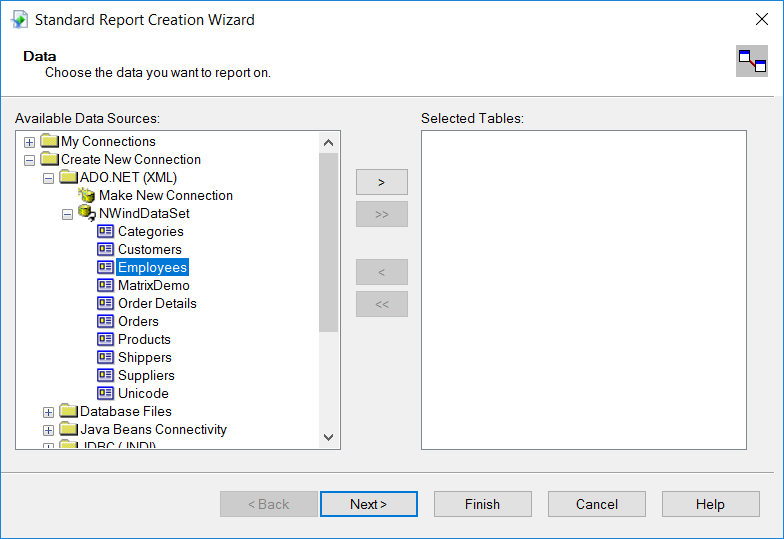 Standard Report Creation Wizard
Data
Choose the data you want to report on.
Available Data Sources:
Selected Tables:
My Connections
Create New Connection
ADO.NET (XML)
Make New Connection
NWindDataSet
Categories
Customers
Employees
MatrixDemo
Order Details
Orders
Products
Shippers
Suppliers
Unicode
Database Files
Java Beans Connectivity
JDBC (JNDI)
>
>>
<
<<
< Back
Next >
Finish
Cancel
Help